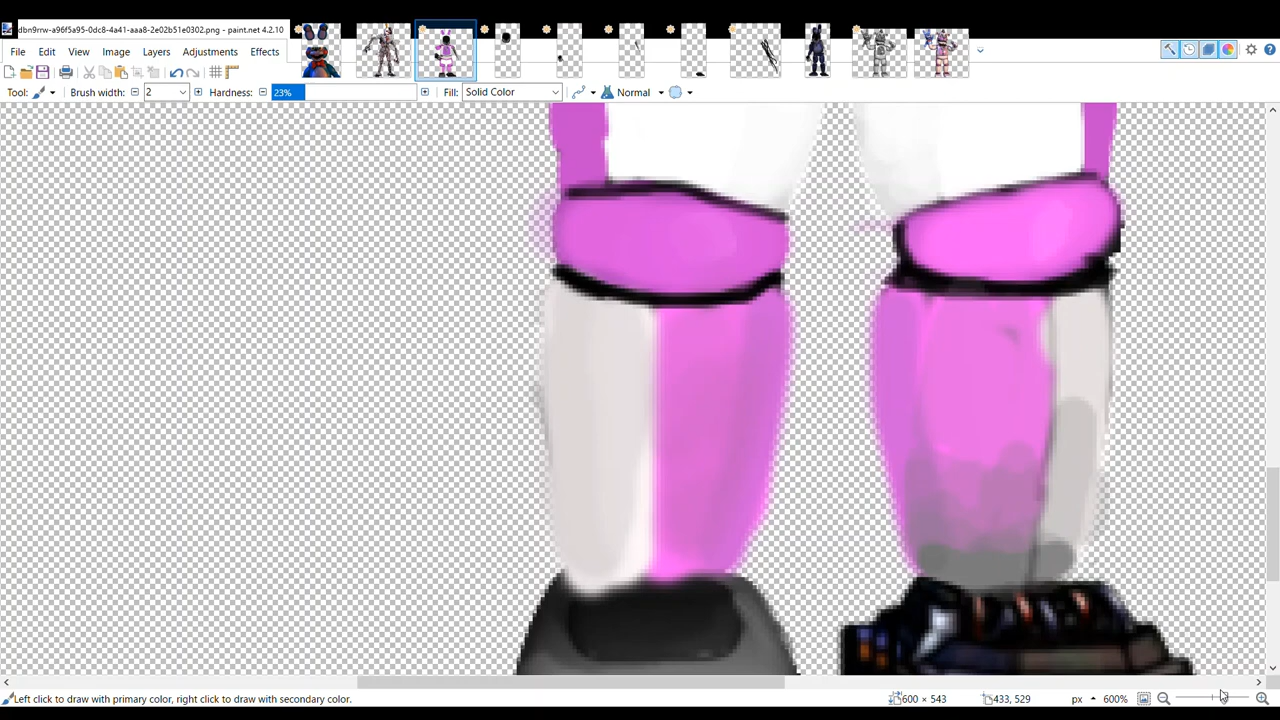 dbn9rrw-a96f5a95-0dc8-4a41-aaa8-2e02b51e0302.png - paint.net 4.2.10
File Edit View Image Layers Adjustments Effects
Tool: Brush width: 2 Hardness: 23% Fill: Solid Color Normal
Left click to draw with primary color, right click to draw with secondary color. 600 × 543 433, 529 px 600%